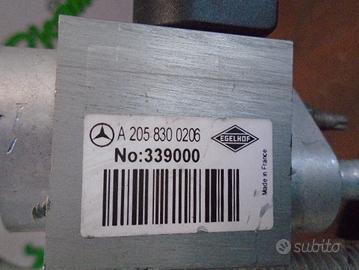 A 205 830 0206
EGELHOF
No:339000
Made in France
subito